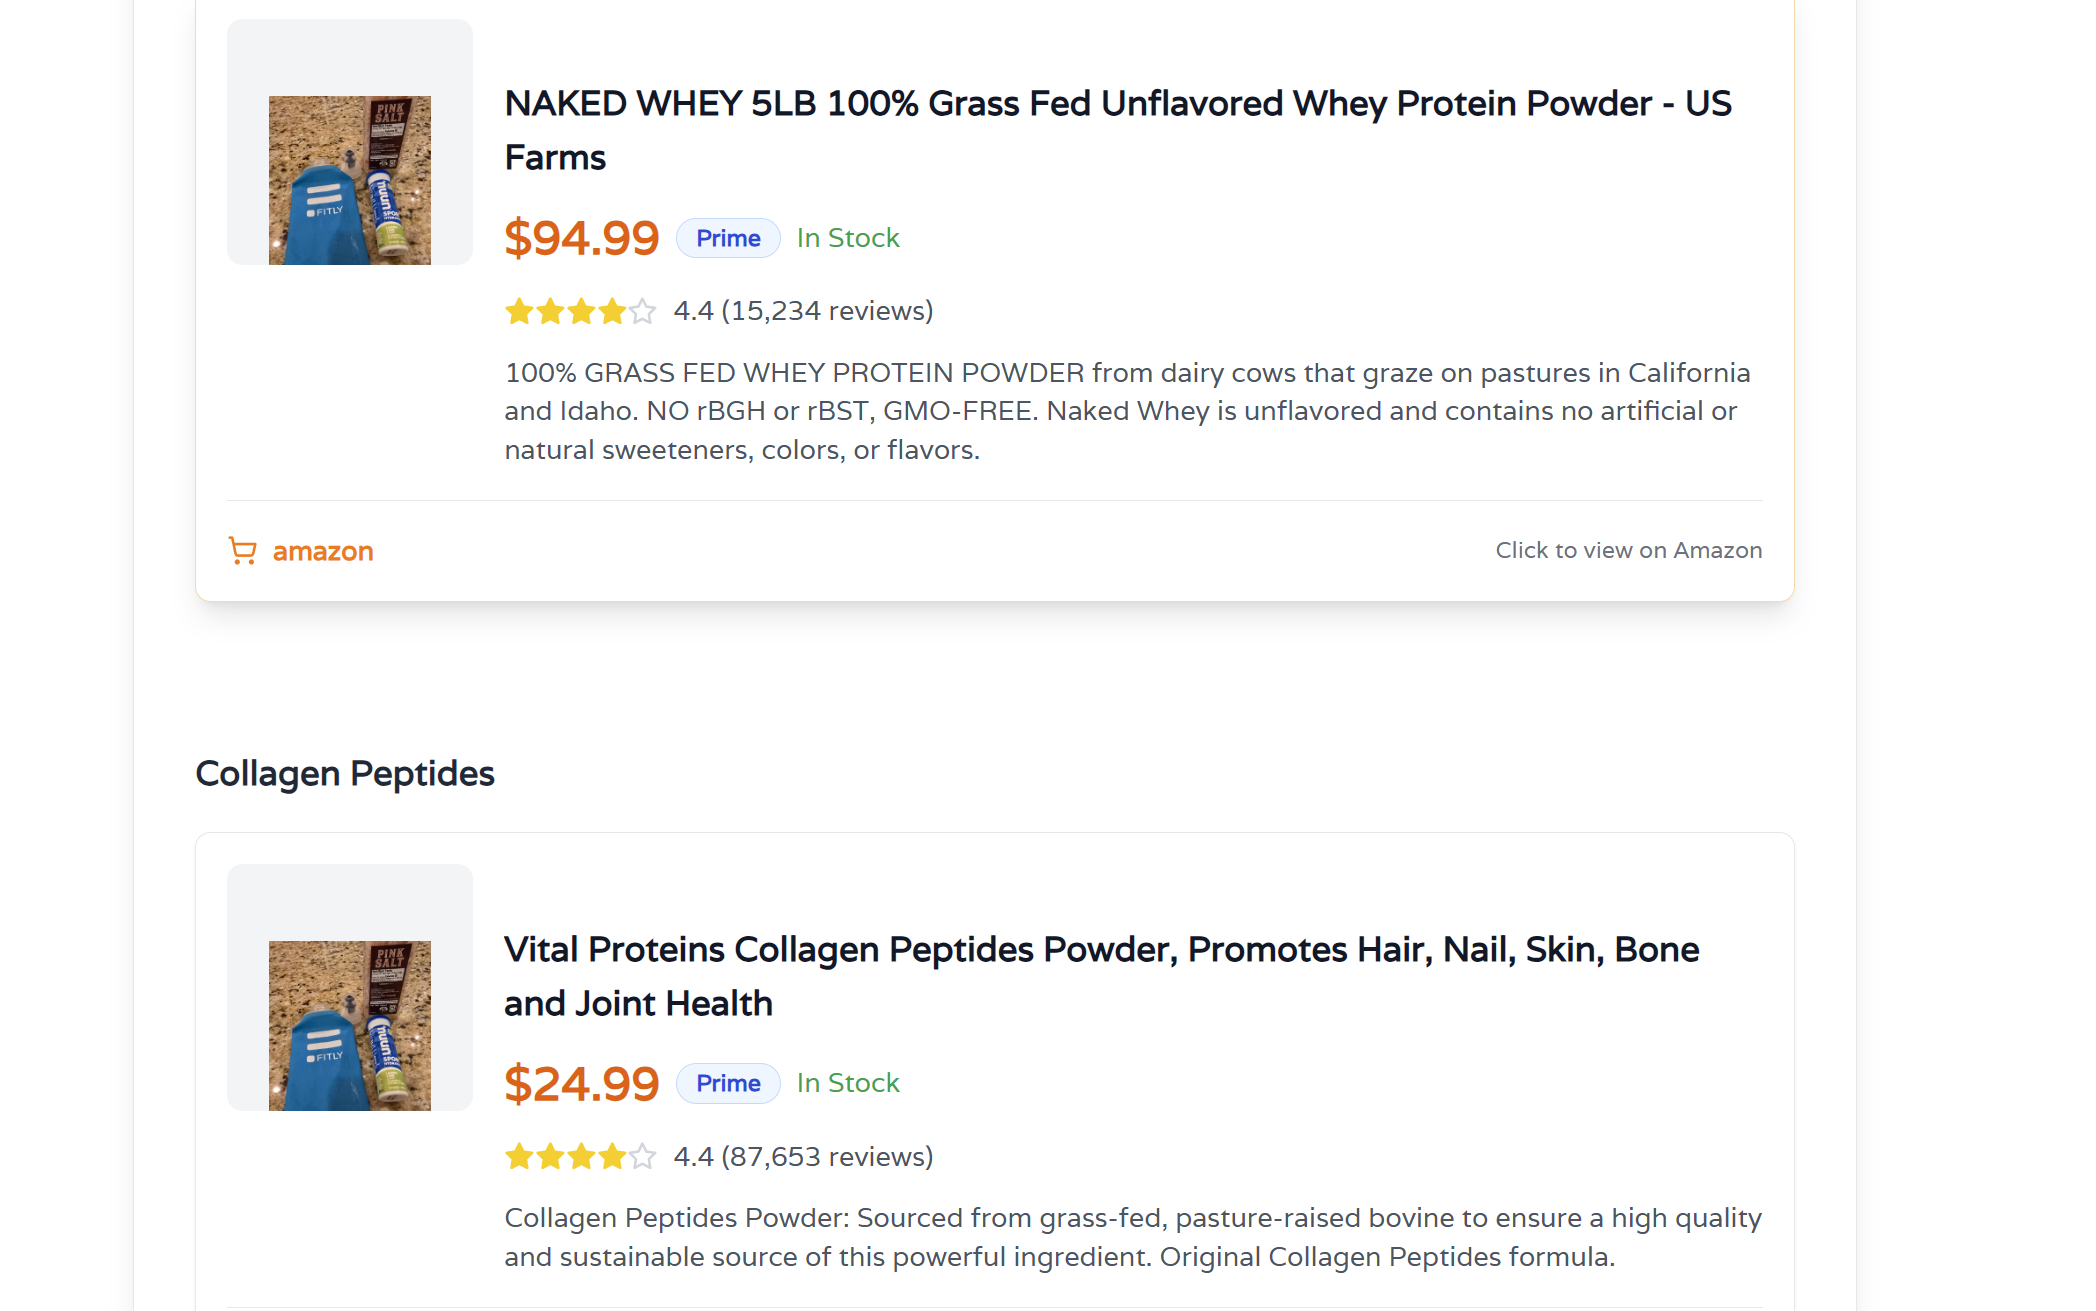 PINK
SALT
FITLY
nuun
SPORT
NAKED WHEY 5LB 100% Grass Fed Unflavored Whey Protein Powder - US
Farms
$94.99 Prime In Stock
4.4 (15,234 reviews)
100% GRASS FED WHEY PROTEIN POWDER from dairy cows that graze on pastures in California
and Idaho. NO rBGH or rBST, GMO-FREE. Naked Whey is unflavored and contains no artificial or
natural sweeteners, colors, or flavors.
amazon
Click to view on Amazon
Collagen Peptides
PINK
SALT
FITLY
nuun
SPORT
Vital Proteins Collagen Peptides Powder, Promotes Hair, Nail, Skin, Bone
and Joint Health
$24.99 Prime In Stock
4.4 (87,653 reviews)
Collagen Peptides Powder: Sourced from grass-fed, pasture-raised bovine to ensure a high quality
and sustainable source of this powerful ingredient. Original Collagen Peptides formula.